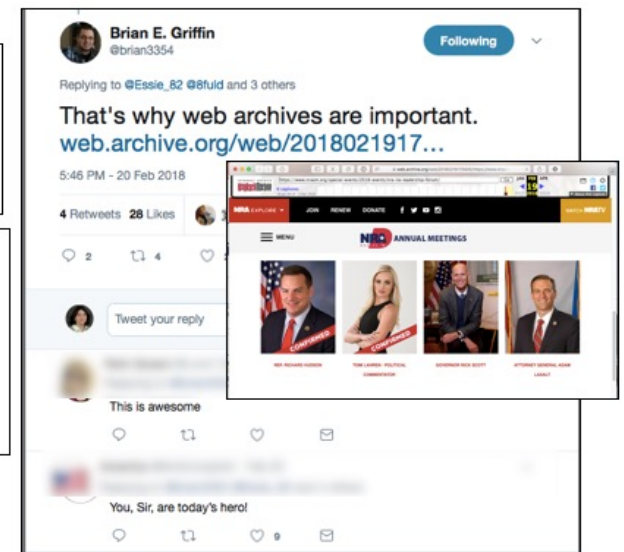 Brian E. Griffin
@brian3354
Following
Replying to @Essie_82 @8fuld and 3 others
That's why web archives are important.
web.archive.org/web/2018021917...
5:46 PM - 20 Feb 2018
4 Retweets 28 Likes
2 4
NRA EXPLORE
JOIN RENEW DONATE
WATCH NRATV
MENU
NRA ANNUAL MEETINGS
CONFIRMED
CONFIRMED
REP. RICHARD HUDSON
TOMI LAHREN - POLITICAL COMMENTATOR
GOVERNOR RICK SCOTT
ATTORNEY GENERAL ADAM LAXALT
Tweet your reply
This is awesome
You, Sir, are today's hero!
9